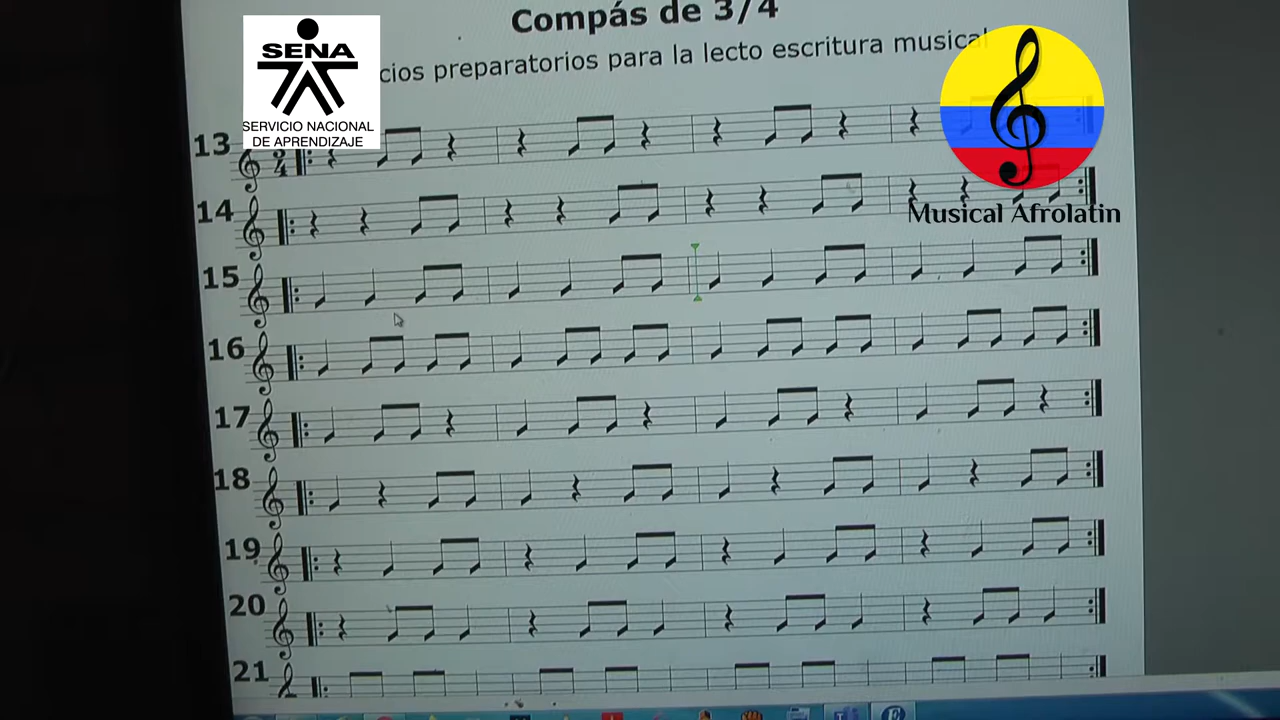 Compás de 3/4
cios preparatorios para la lecto escritura musical
SENA
SERVICIO NACIONAL
DE APRENDIZAJE
Musical Afrolatin
13
14
15
16
17
18
19
20
21